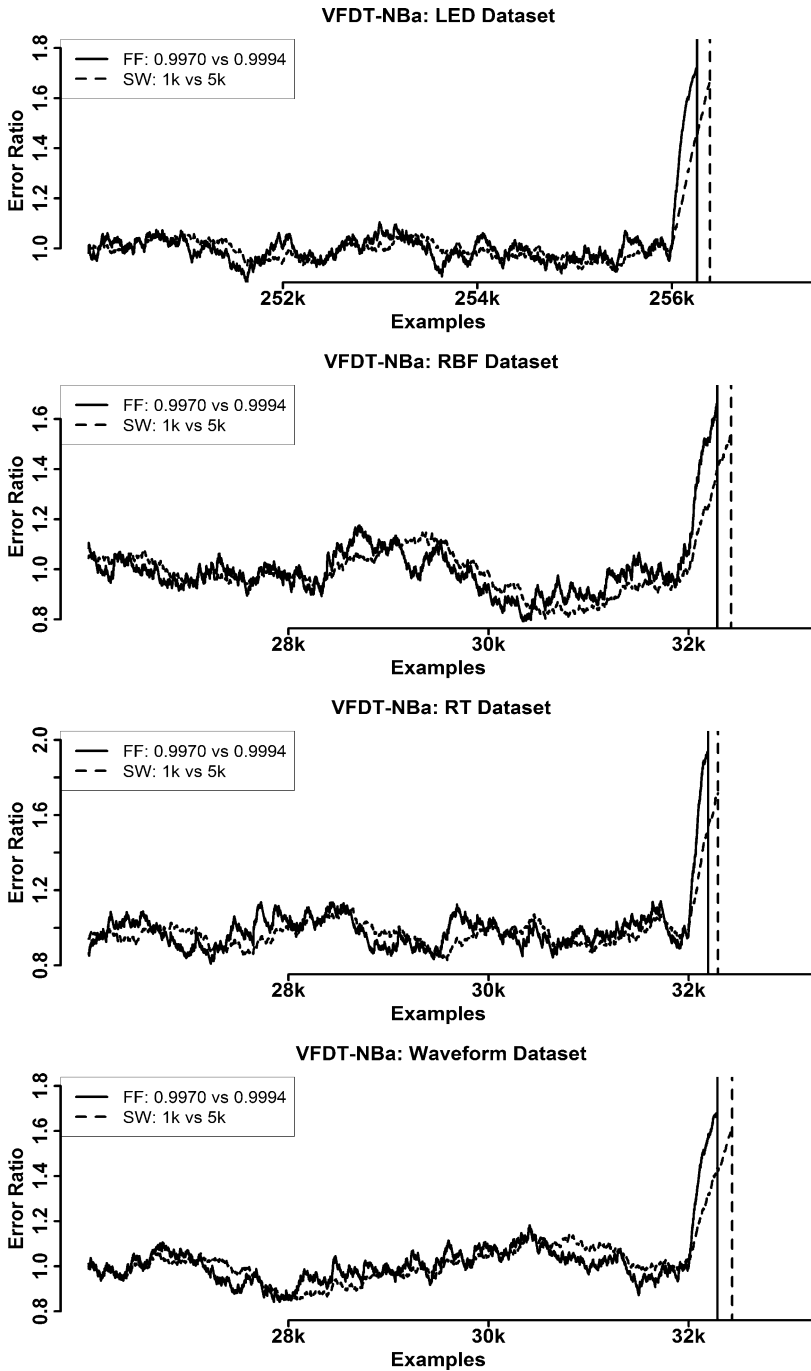 VFDT-NBa: LED Dataset
FF: 0.9970 vs 0.9994
SW: 1k vs 5k
Error Ratio
1.8
1.6
1.4
1.2
1.0
252k 254k 256k
Examples
VFDT-NBa: RBF Dataset
FF: 0.9970 vs 0.9994
SW: 1k vs 5k
Error Ratio
1.6
1.4
1.2
1.0
0.8
28k 30k 32k
Examples
VFDT-NBa: RT Dataset
FF: 0.9970 vs 0.9994
SW: 1k vs 5k
Error Ratio
2.0
1.6
1.2
0.8
28k 30k 32k
Examples
VFDT-NBa: Waveform Dataset
FF: 0.9970 vs 0.9994
SW: 1k vs 5k
Error Ratio
1.8
1.6
1.4
1.2
1.0
0.8
28k 30k 32k
Examples